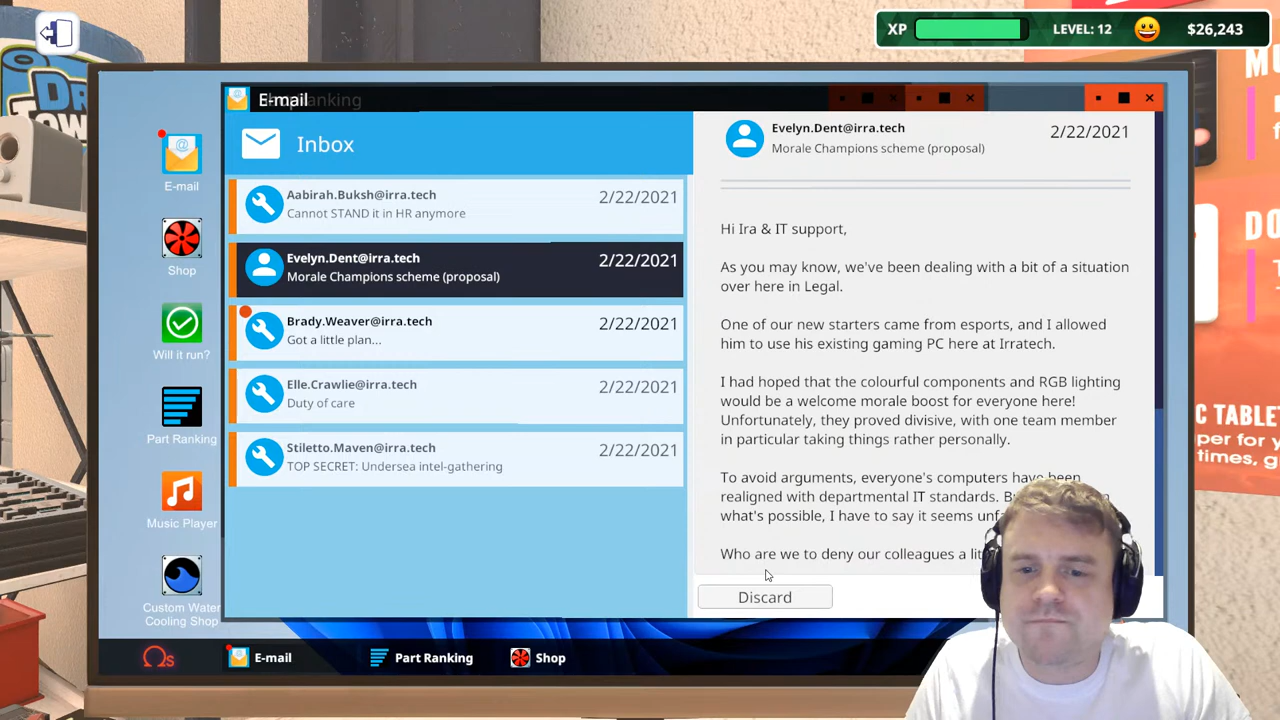 XP
LEVEL: 12
$26,243
E-mail
Inbox
Evelyn.Dent@irra.tech
2/22/2021
Morale Champions scheme (proposal)
E-mail
Shop
Will it run?
Part Ranking
Music Player
Custom Water
Cooling Shop
Aabirah.Buksh@irra.tech
2/22/2021
Cannot STAND it in HR anymore
Evelyn.Dent@irra.tech
2/22/2021
Morale Champions scheme (proposal)
Brady.Weaver@irra.tech
2/22/2021
Got a little plan...
Elle.Crawlie@irra.tech
2/22/2021
Duty of care
Stiletto.Maven@irra.tech
2/22/2021
TOP SECRET: Undersea intel-gathering
Hi Ira & IT support,
As you may know, we've been dealing with a bit of a situation
over here in Legal.
One of our new starters came from esports, and I allowed
him to use his existing gaming PC here at Irratech.
I had hoped that the colourful components and RGB lighting
would be a welcome morale boost for everyone here!
Unfortunately, they proved divisive, with one team member
in particular taking things rather personally.
To avoid arguments, everyone's computers have been
realigned with departmental IT standards.
what's possible, I have to say it seems
Who are we to deny our colleagues a
Discard
E-mail
Part Ranking
Shop
C TABLET
per for y
times, g